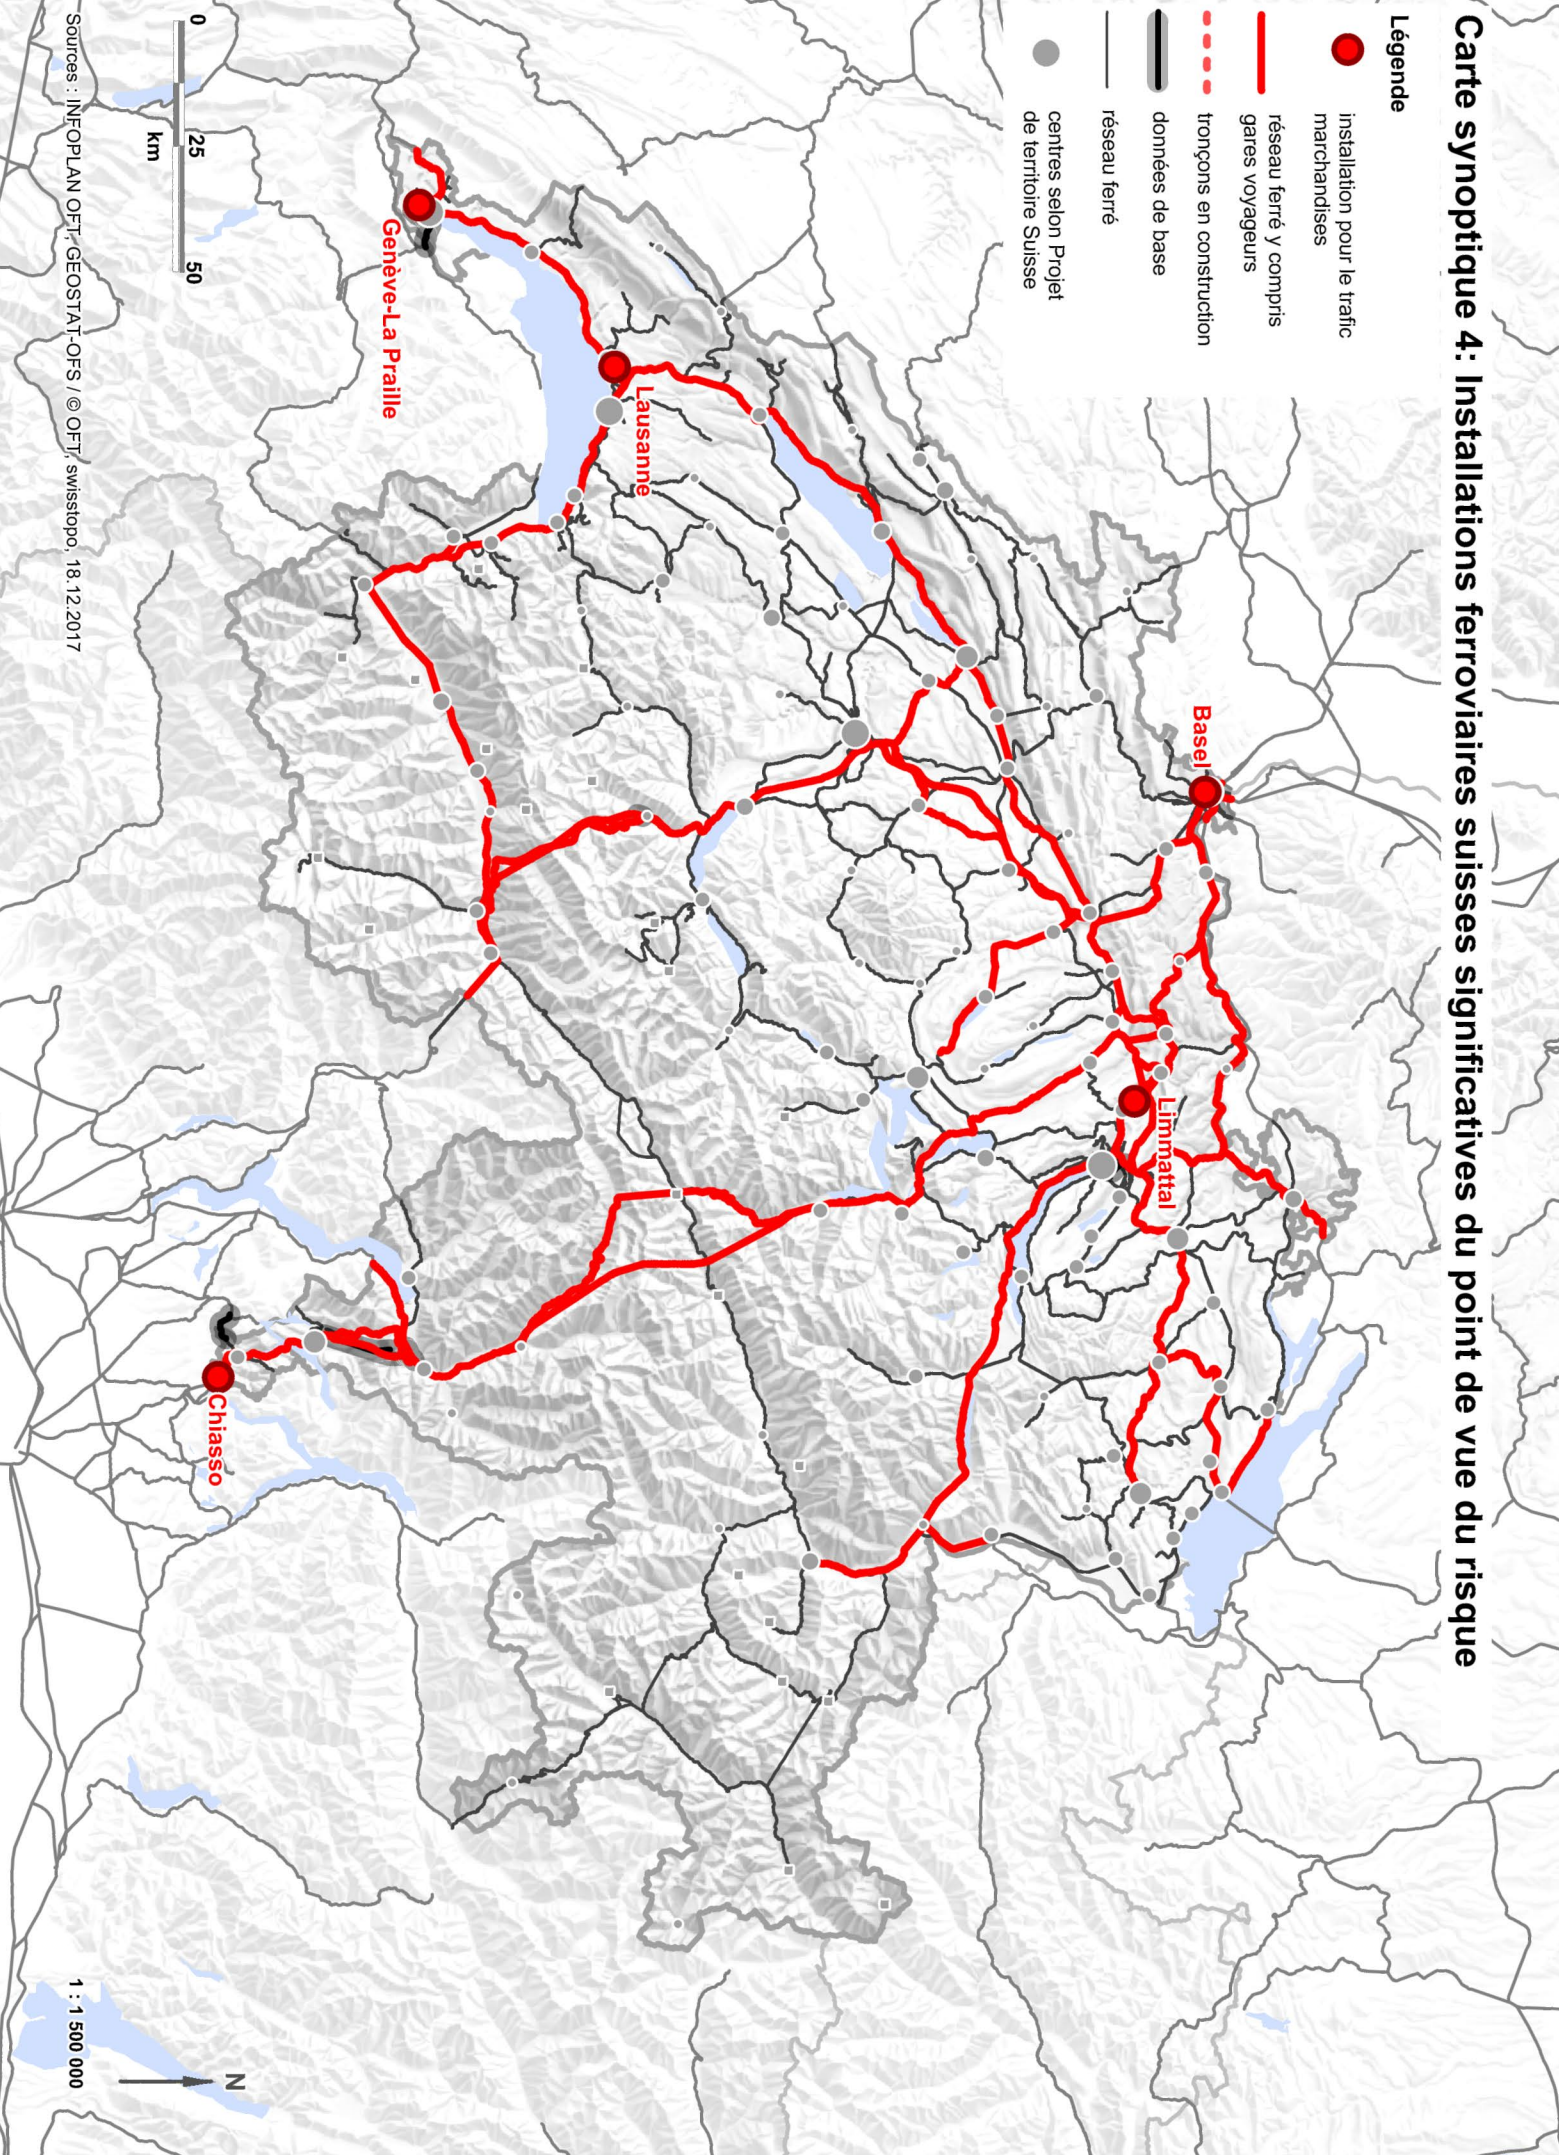 Carte synoptique 4: Installations ferroviaires suisses significatives du point de vue du risque
Légende
installation pour le trafic
marchandises
réseau ferré y compris
gares voyageurs
tronçons en construction
données de base
réseau ferré
centres selon Projet
de territoire Suisse
Basel
Limmattal
Lausanne
Genève-La Praille
Chiasso
0
25
50
km
N
1 : 1 500 000
Sources : INFOPLAN OFT, GEOSTAT-OFS / © OFT, swisstopo, 18.12.2017